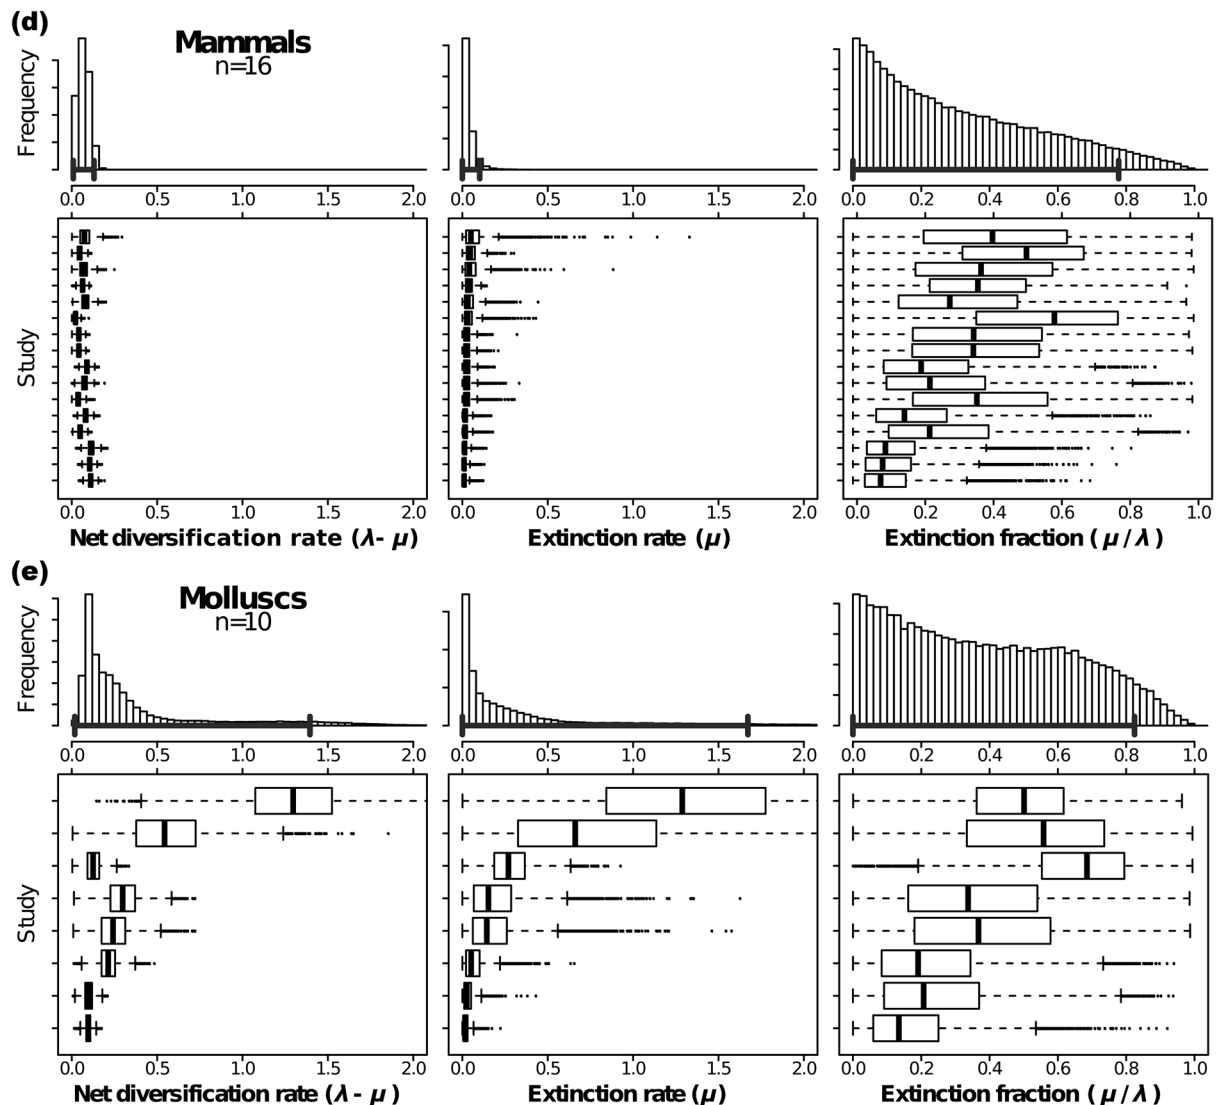 (d)
Mammals
n=16
Frequency
0.0 0.5 1.0 1.5 2.0
0.0 0.5 1.0 1.5 2.0
0.0 0.2 0.4 0.6 0.8 1.0
Study
0.0 0.5 1.0 1.5 2.0
0.0 0.5 1.0 1.5 2.0
0.2 0.4 0.6 0.8 1.0
Net diversification rate (λ- μ)
Extinction rate (μ)
Extinction fraction ( μ / λ )
(e)
Molluscs
n=10
Frequency
0.0 0.5 1.0 1.5 2.0
0.0 0.5 1.0 1.5 2.0
0.0 0.2 0.4 0.6 0.8 1.0
Study
0.0 0.5 1.0 1.5 2.0
0.0 0.5 1.0 1.5 2.0
0.0 0.2 0.4 0.6 0.8 1.0
Net diversification rate (λ - μ )
Extinction rate (μ)
Extinction fraction ( μ / λ )